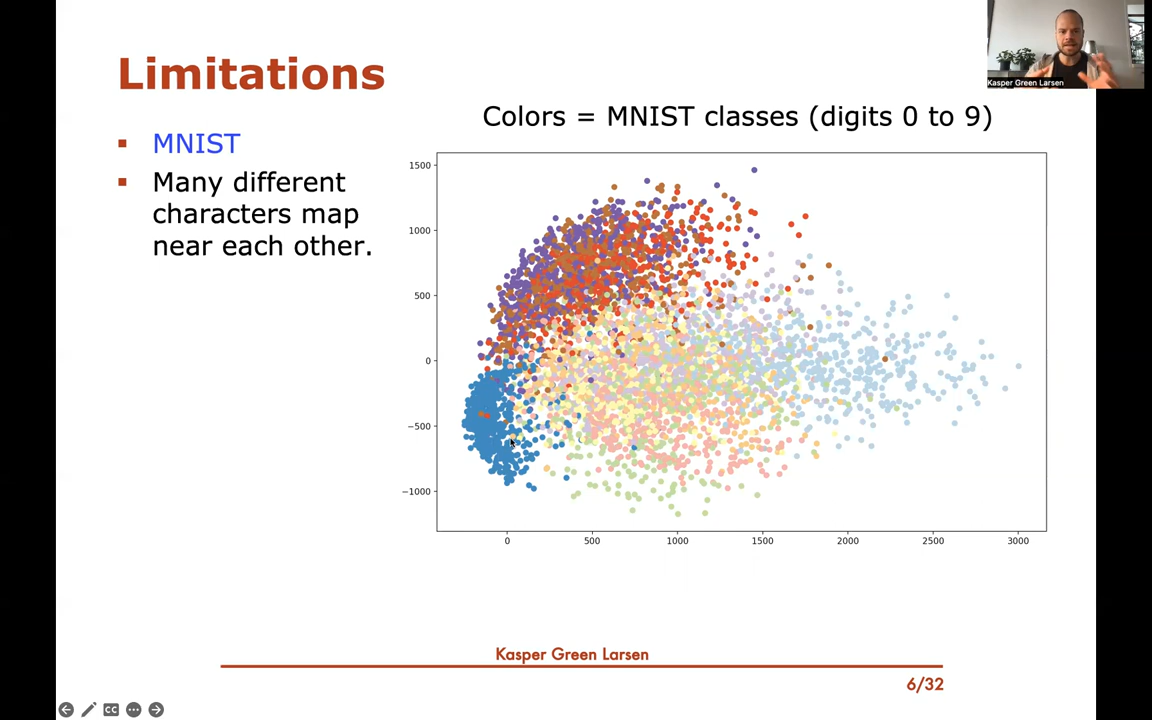 Limitations
Kasper Green Larsen
Colors = MNIST classes (digits 0 to 9)
▪ MNIST
▪ Many different
characters map
near each other.
1500
1000
500
0
−500
−1000
0 500 1000 1500 2000 2500 3000
Kasper Green Larsen
6/32
CC